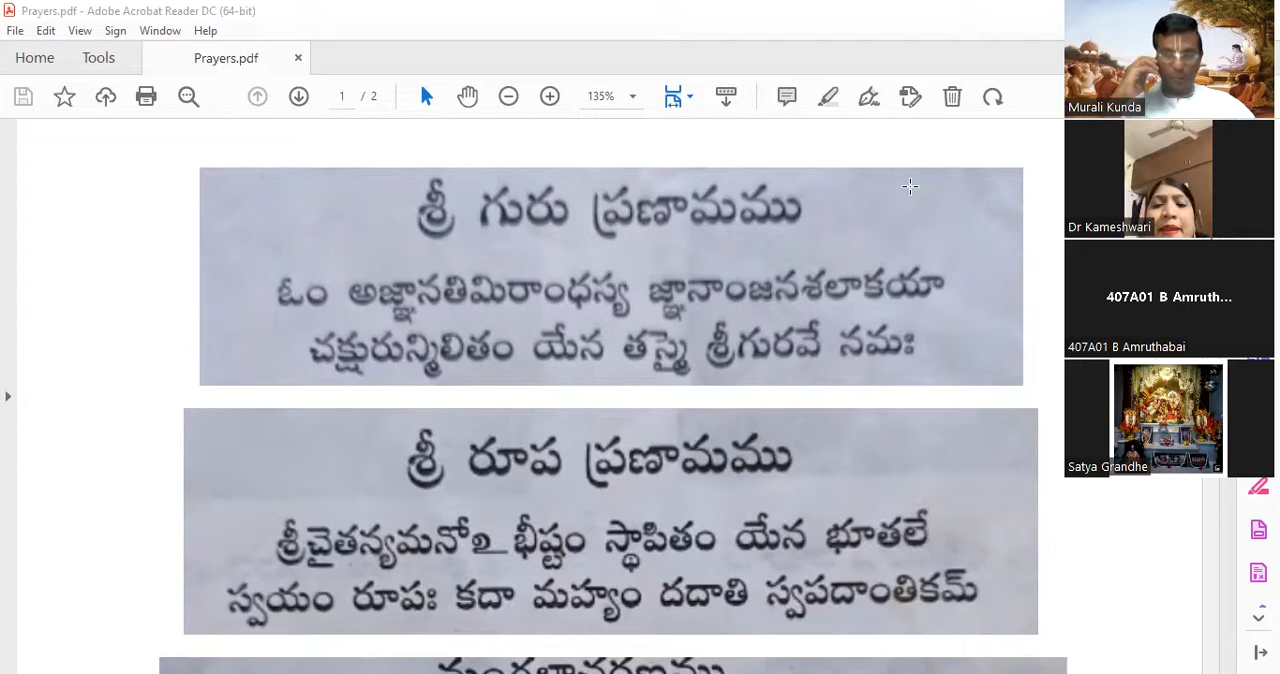 Prayers.pdf - Adobe Acrobat Reader DC (64-bit)
File Edit View Sign Window Help
Home Tools Prayers.pdf ×
1 / 2 135%
శ్రీ గురు ప్రణామము
ఓం అజ్ఞానతిమిరాంధస్య జ్ఞానాంజనశలాకయా
చక్షురున్మిలితం యేన తస్మై శ్రీగురవే నమః
శ్రీ రూప ప్రణామము
శ్రీచైతన్యమనోఽభీష్టం స్థాపితం యేన భూతలే
స్వయం రూపః కదా మహ్యం దదాతి స్వపదాంతికమ్
మంగళాచరణము
Murali Kunda
Dr Kameshwari
407A01 B Amruth...
407A01 B Amruthabai
Satya Grandhe